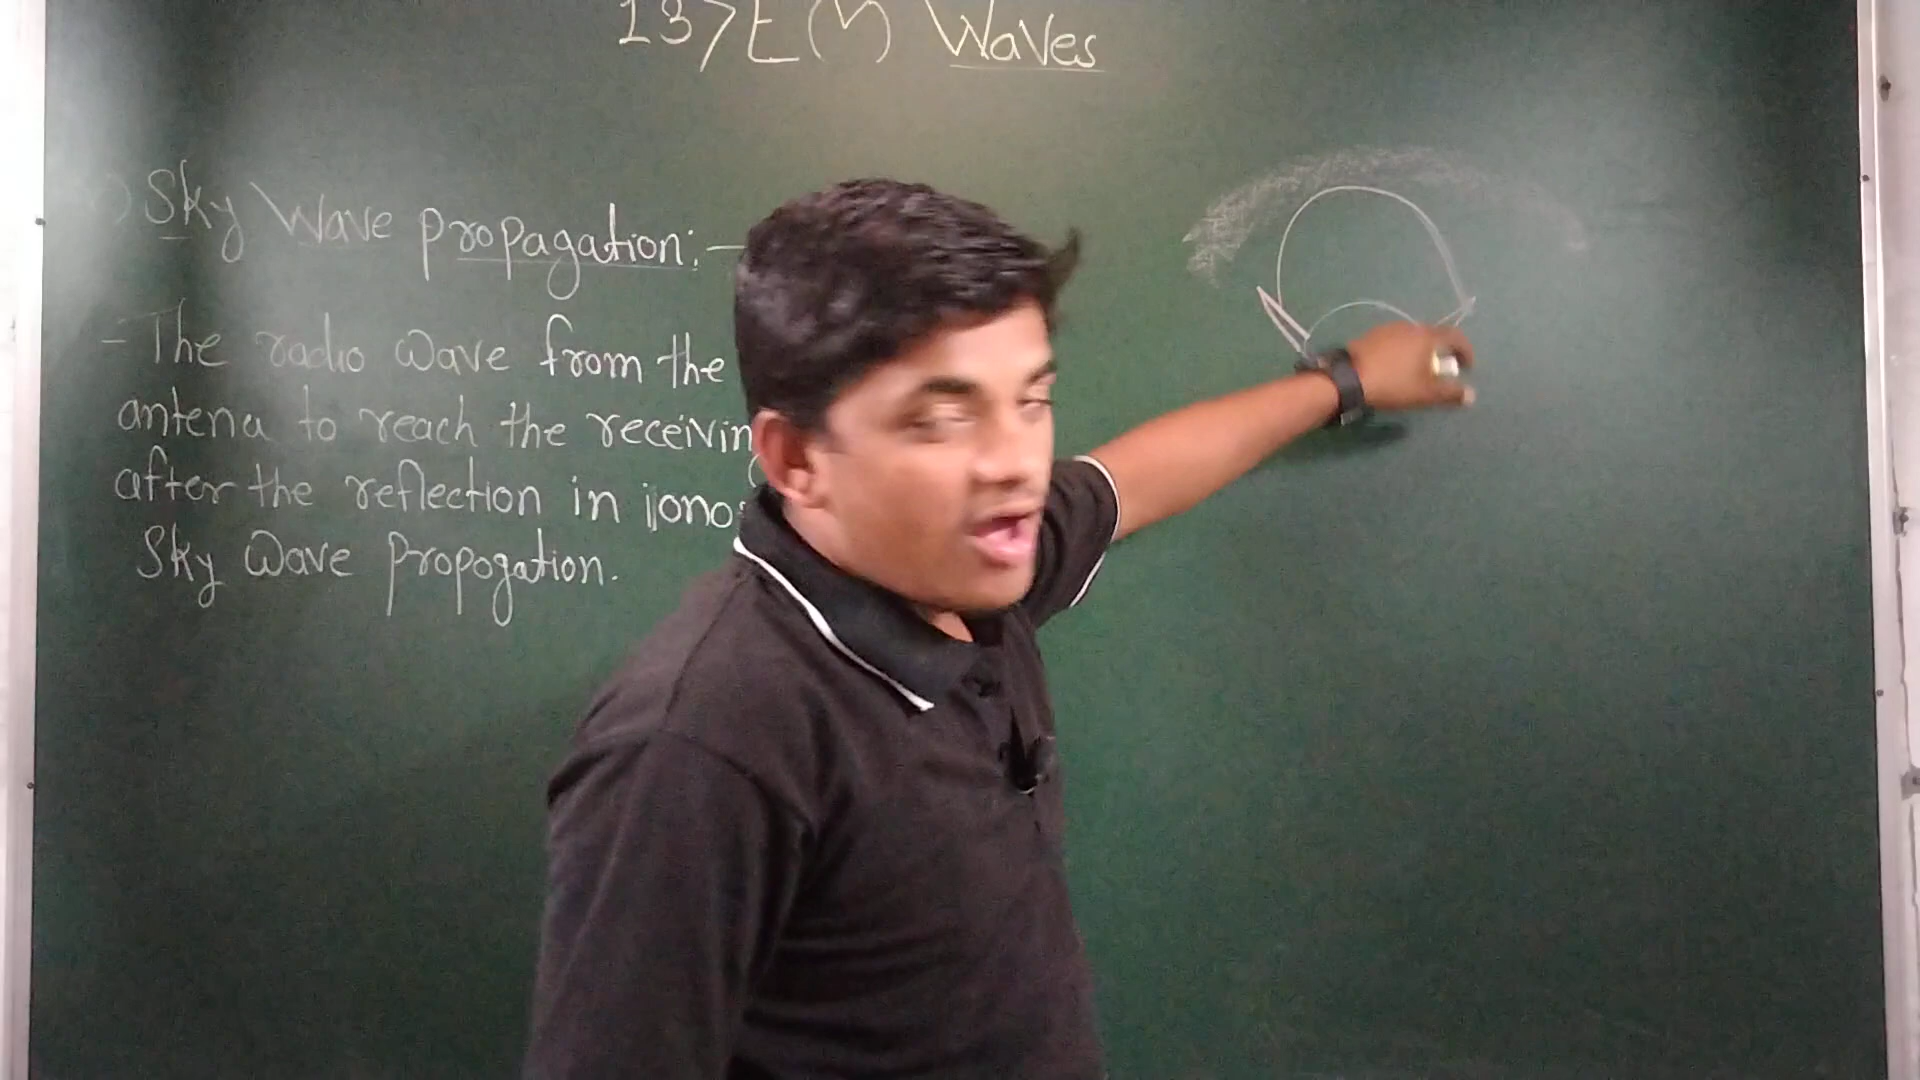 13> EM Waves
) Sky Wave propagation:-
- The radio wave from the
antena to reach the receivin
after the reflection in iono
Sky Wave Propogation.